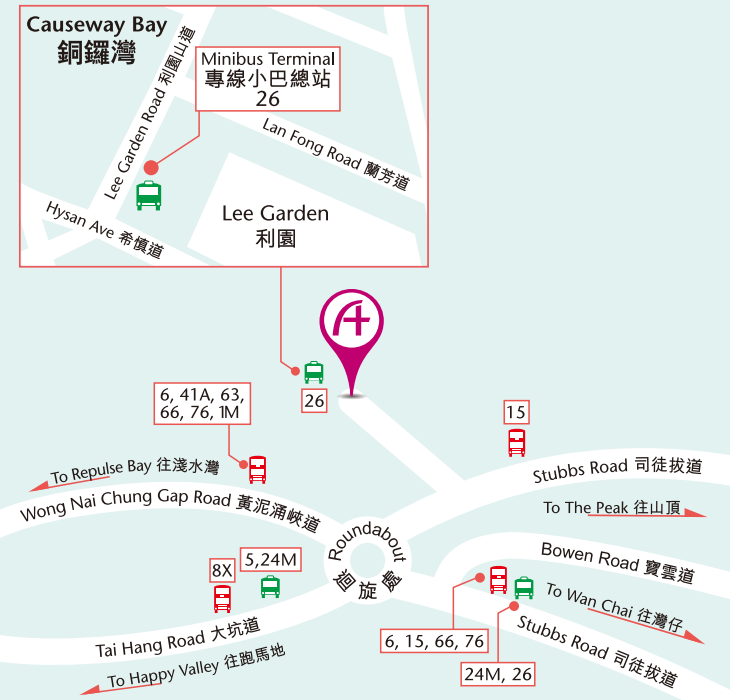 Causeway Bay
銅鑼灣
Minibus Terminal
專線小巴總站
26
Lee Garden Road 利園山道
Lan Fong Road 蘭芳道
Hysan Ave 希慎道
Lee Garden
利園
26
6, 41A, 63,
66, 76, 1M
15
To Repulse Bay 往淺水灣
Wong Nai Chung Gap Road 黃泥涌峽道
Stubbs Road 司徒拔道
To The Peak 往山頂
Roundabout
迴旋處
Bowen Road 寶雲道
8X
5,24M
To Wan Chai 往灣仔
Stubbs Road 司徒拔道
6, 15, 66, 76
24M, 26
Tai Hang Road 大坑道
To Happy Valley 往跑馬地